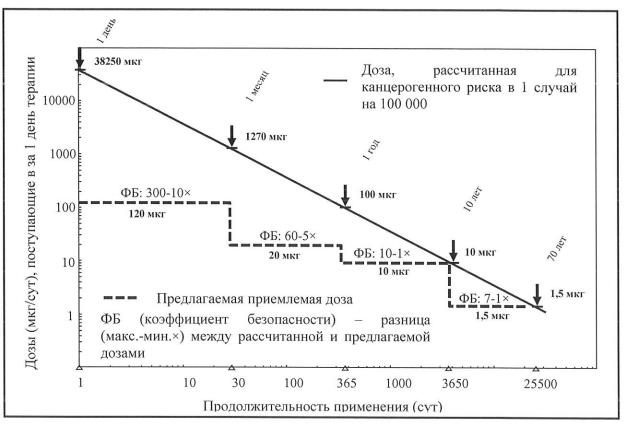 1 день
38250 мкг
1 месяц
1270 мкг
1 год
100 мкг
10 лет
10 мкг
70 лет
1,5 мкг
Доза, рассчитанная для
канцерогенного риска в 1 случай
на 100 000
ФБ: 300-10×
120 мкг
ФБ: 60-5×
20 мкг
ФБ: 10-1×
10 мкг
ФБ: 7-1×
1,5 мкг
Предлагаемая приемлемая доза
ФБ (коэффициент безопасности) – разница
(макс.-мин.×) между рассчитанной и предлагаемой
дозами
Дозы (мкг/сут), поступающие в за 1 день терапии
10000
1000
100
10
1
1 10 30 100 365 1000 3650 25500
Продолжительность применения (сут)